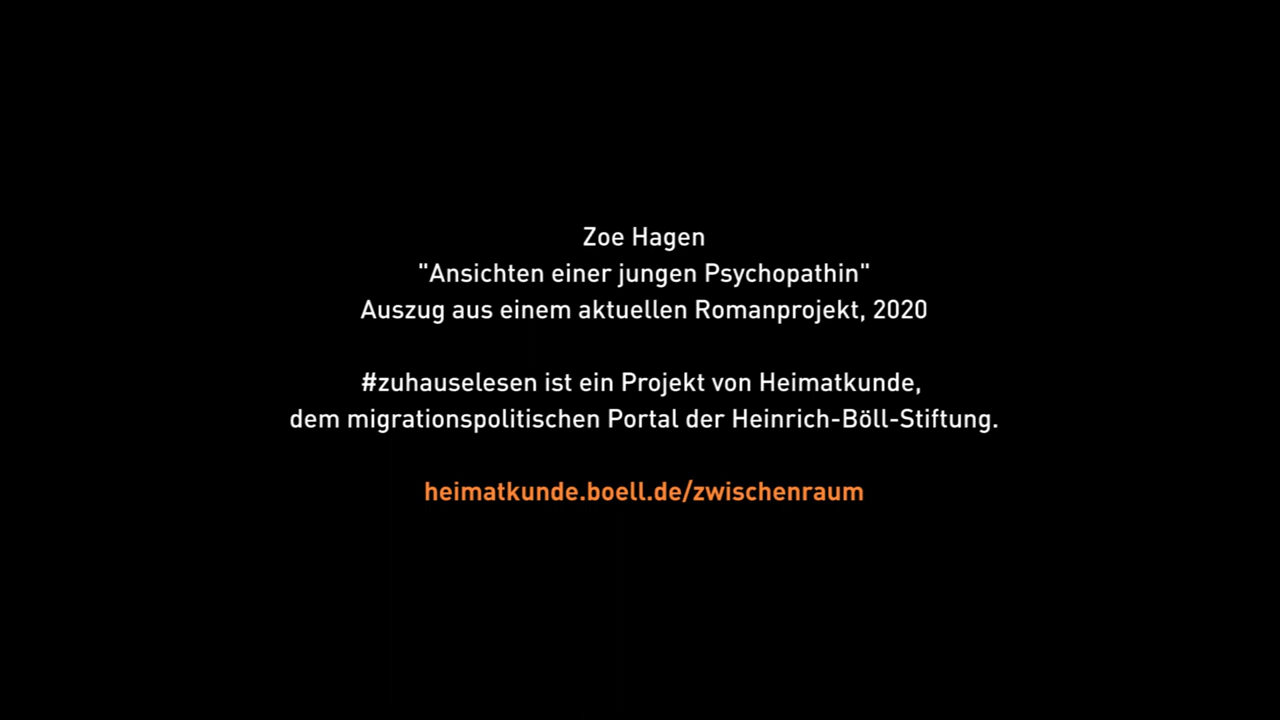 Zoe Hagen
"Ansichten einer jungen Psychopathin"
Auszug aus einem aktuellen Romanprojekt, 2020
#zuhauselesen ist ein Projekt von Heimatkunde,
dem migrationspolitischen Portal der Heinrich-Böll-Stiftung.
heimatkunde.boell.de/zwischenraum